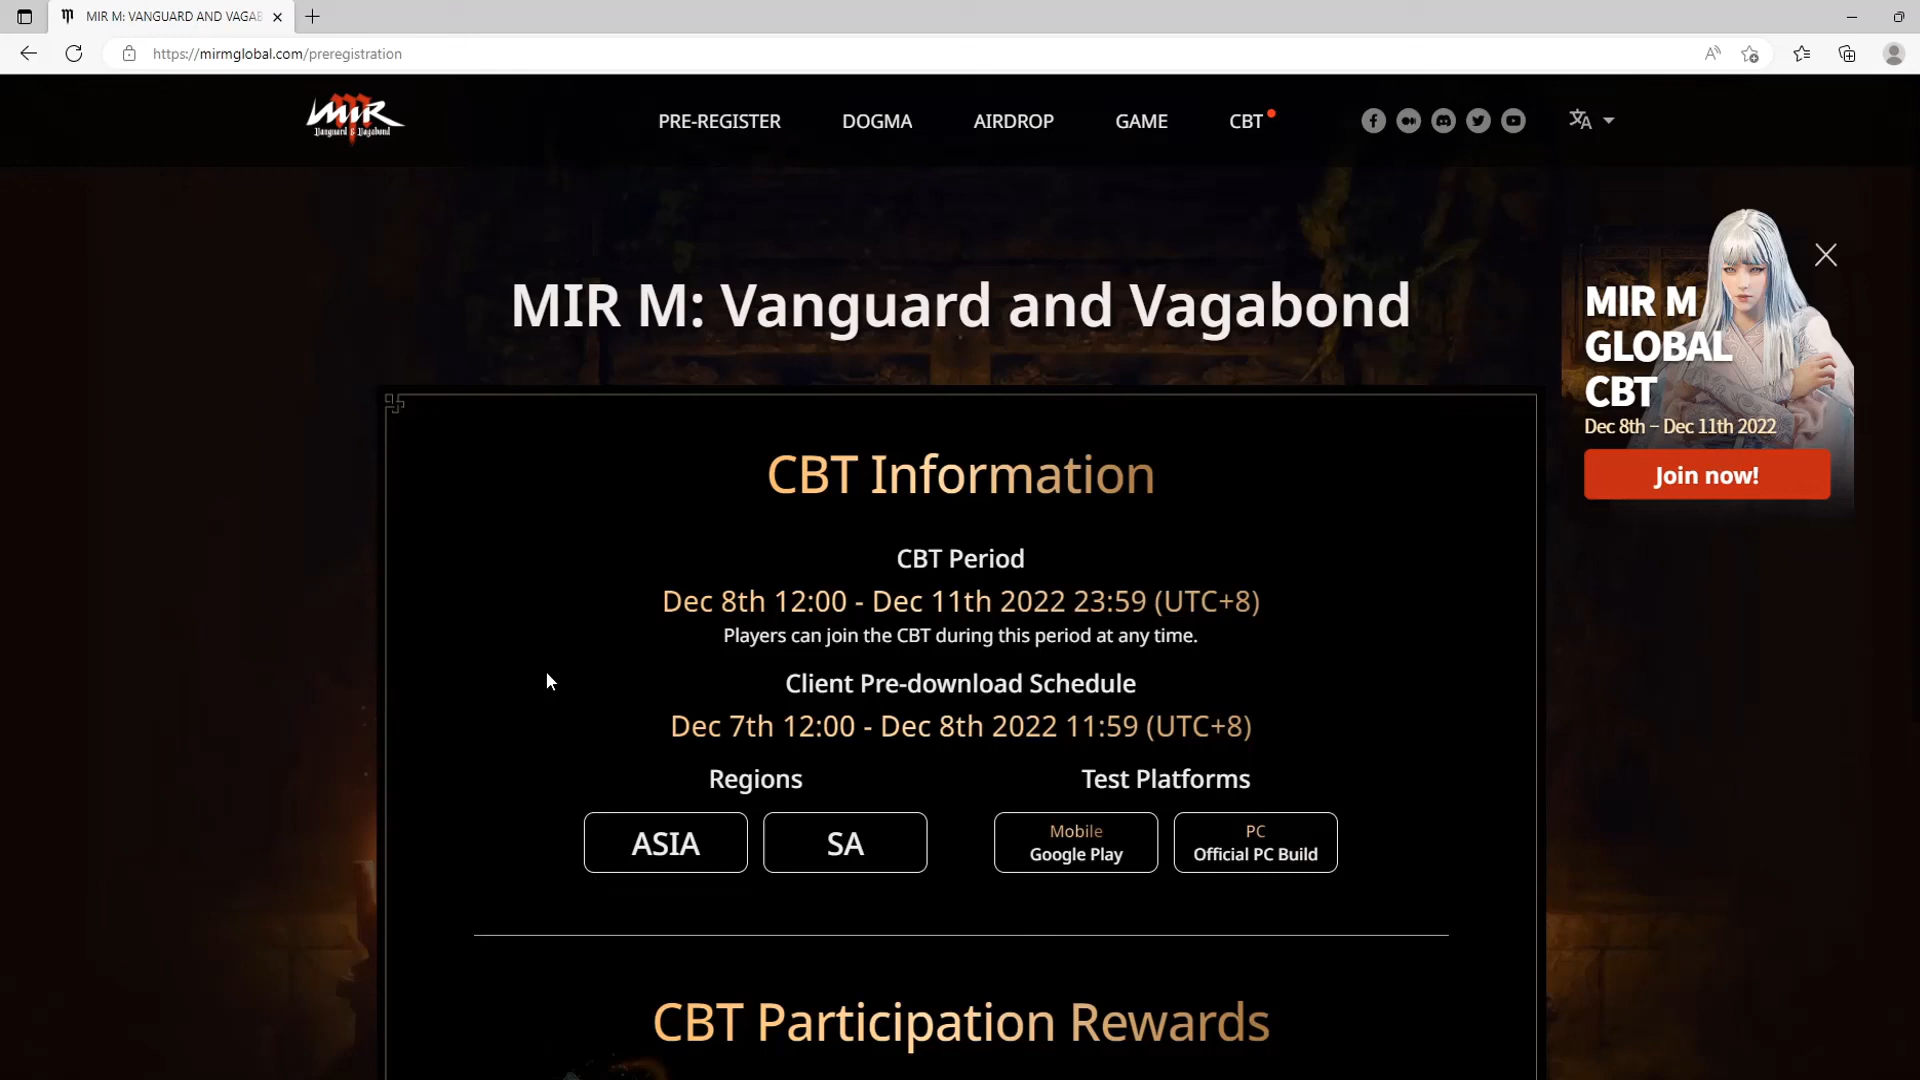 MIR M: VANGUARD AND VAGAB
https://mirmglobal.com/preregistration
MIR
Vanguard & Vagabond
PRE-REGISTER
DOGMA
AIRDROP
GAME
CBT
MIR M: Vanguard and Vagabond
MIR M
GLOBAL
CBT
Dec 8th – Dec 11th 2022
Join now!
CBT Information
CBT Period
Dec 8th 12:00 - Dec 11th 2022 23:59 (UTC+8)
Players can join the CBT during this period at any time.
Client Pre-download Schedule
Dec 7th 12:00 - Dec 8th 2022 11:59 (UTC+8)
Regions
Test Platforms
ASIA
SA
Mobile
Google Play
PC
Official PC Build
CBT Participation Rewards